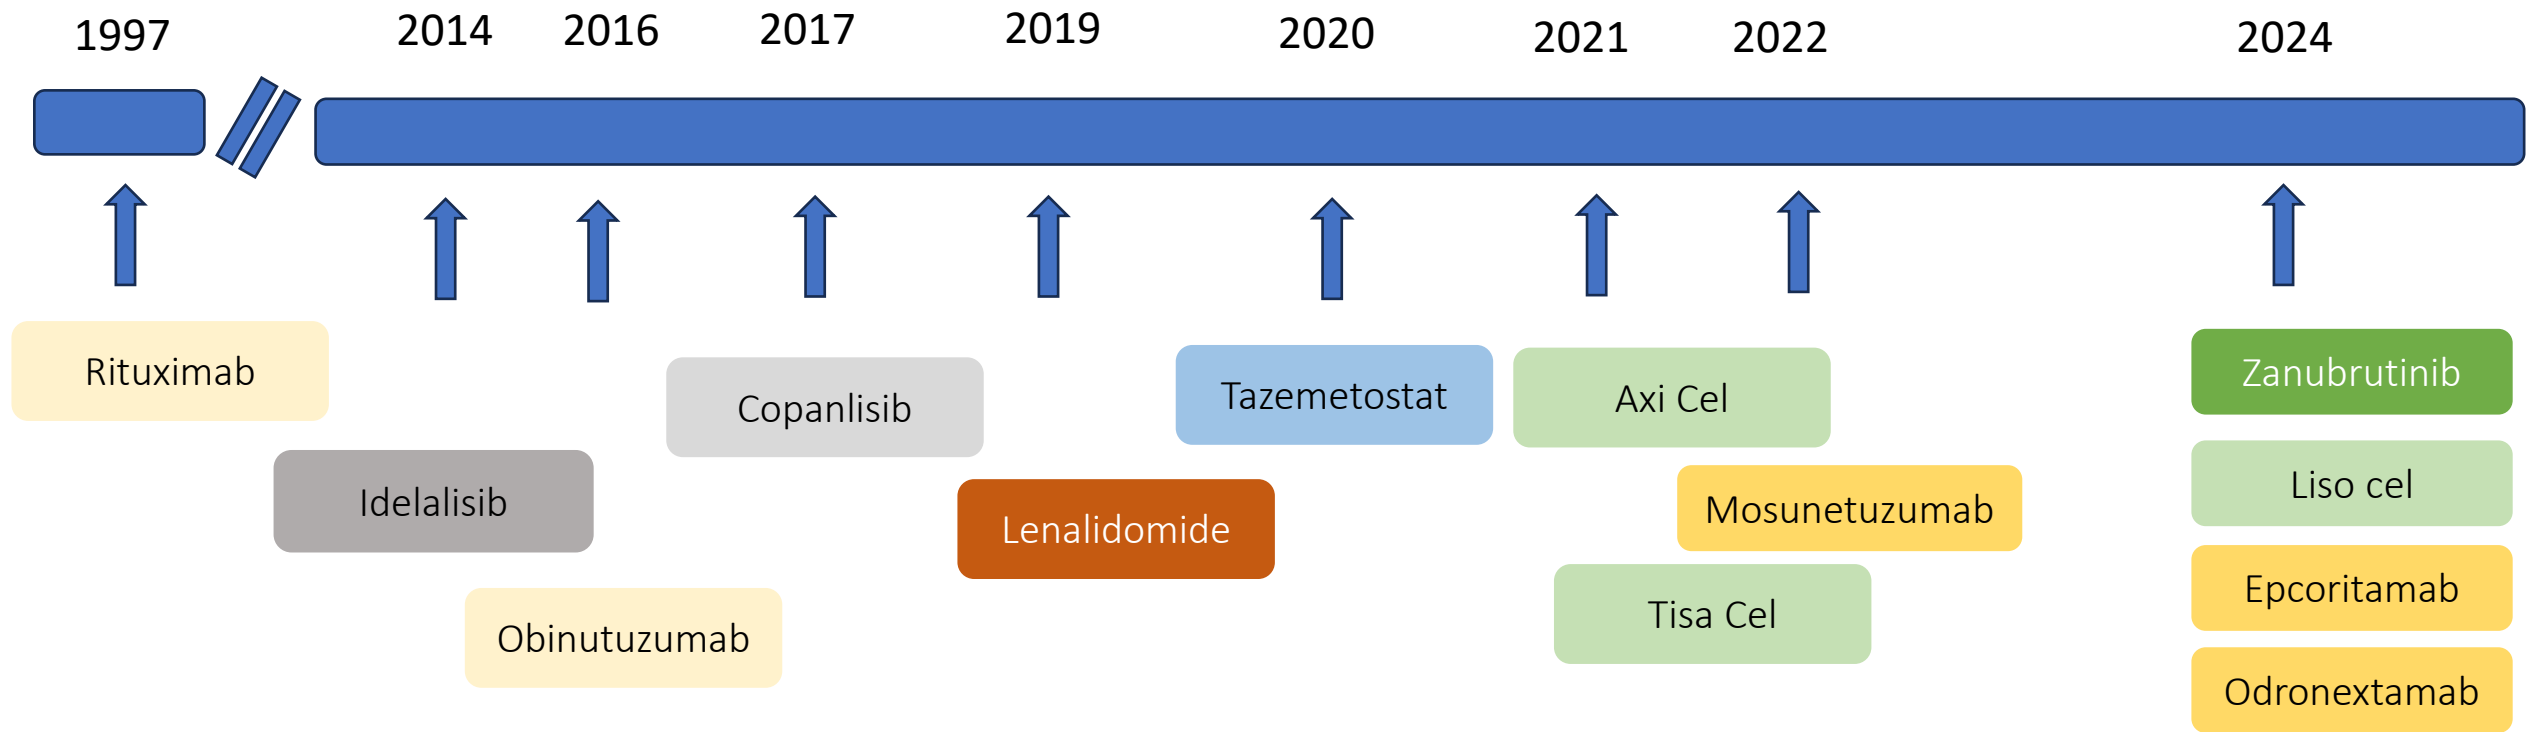 1997
2014
2016
2017
2019
2020
2021
2022
2024
Rituximab
Idelalisib
Obinutuzumab
Copanlisib
Lenalidomide
Tazemetostat
Axi Cel
Mosunetuzumab
Tisa Cel
Zanubrutinib
Liso cel
Epcoritamab
Odronextamab